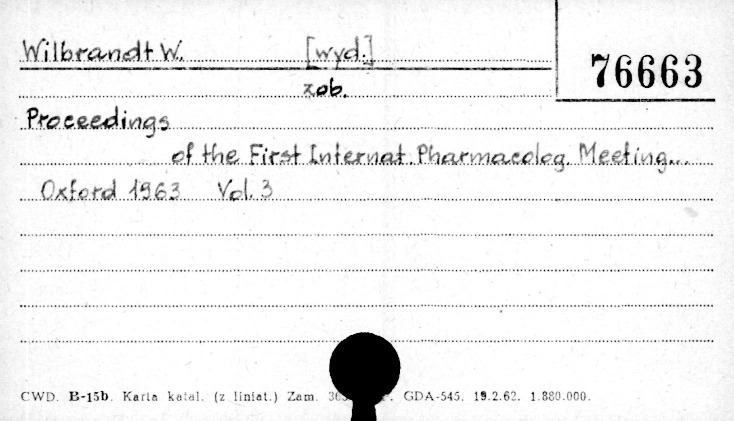 Wilbrandt W. [wyd.]
76663
zob.
Proceedings
of the First Internat. Pharmacolog. Meeting...
Oxford 1963 Vol. 3
CWD. B-15b. Karta katal. (z liniat.) Zam. GDA-545. 19.2.62. 1.880.000.